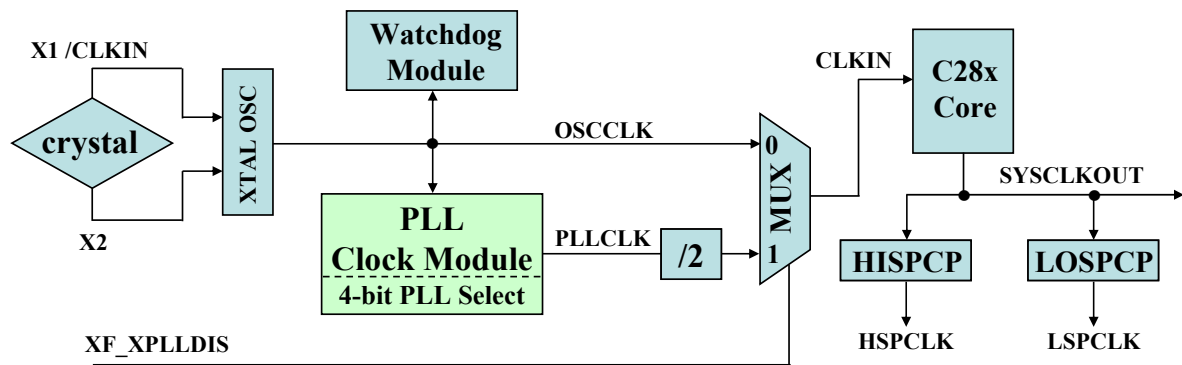 X1 /CLKIN
crystal
X2
XTAL OSC
Watchdog
Module
OSCCLK
PLL
Clock Module
4-bit PLL Select
PLLCLK
/2
0
MUX
1
XF_XPLLDIS
CLKIN
C28x
Core
SYSCLKOUT
HISPCP
LOSPCP
HSPCLK
LSPCLK